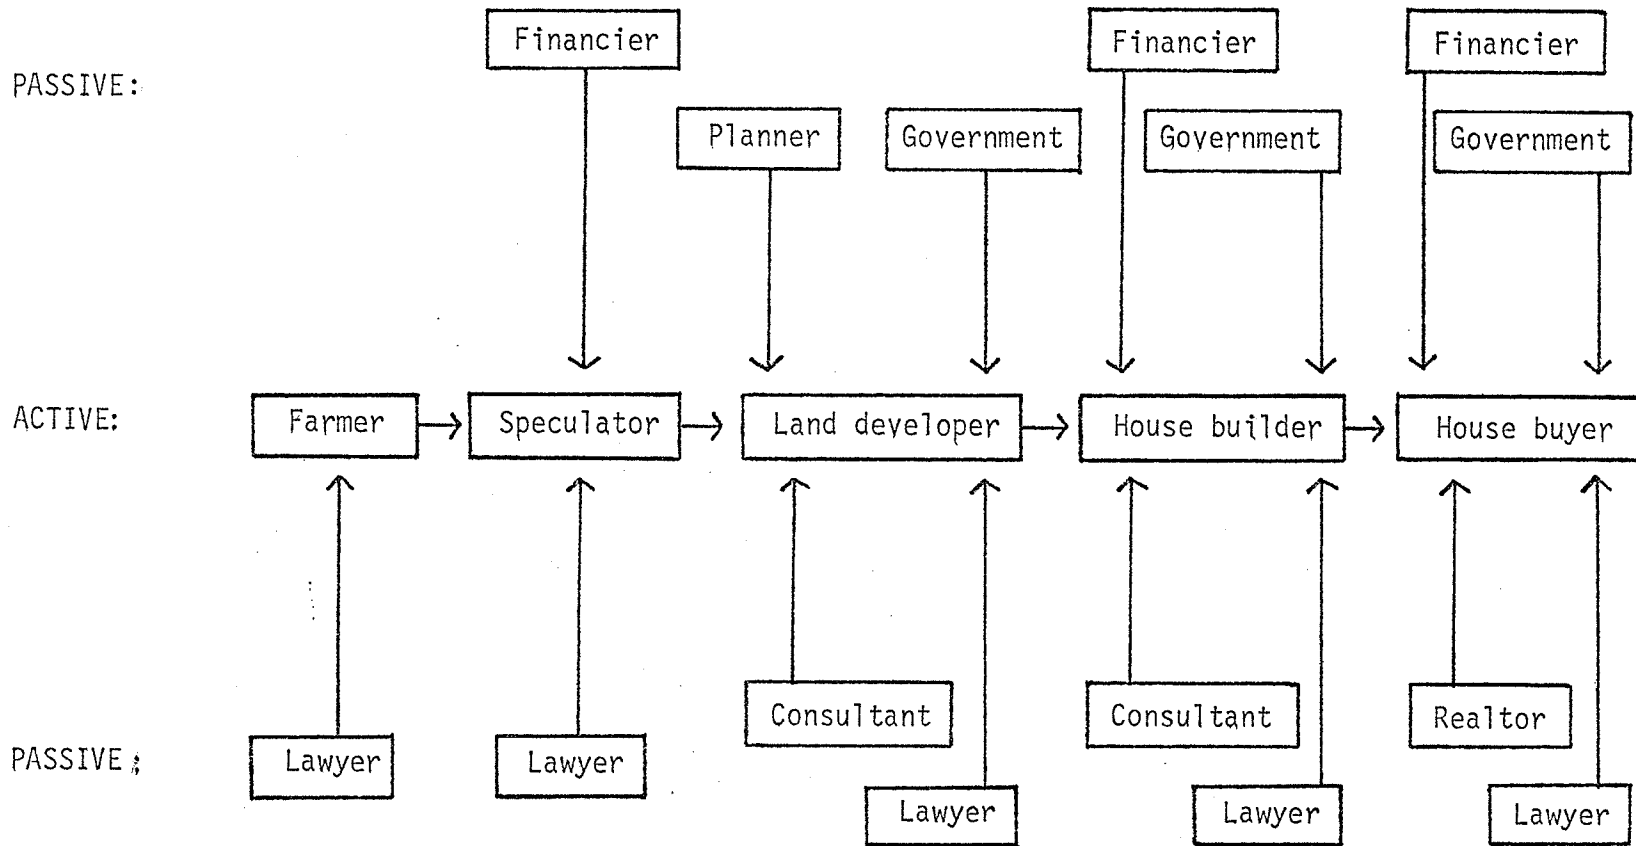 Financier
Financier
Financier
PASSIVE:
Planner
Government
Government
Government
ACTIVE:
Farmer
Speculator
Land developer
House builder
House buyer
Consultant
Consultant
Realtor
PASSIVE:
Lawyer
Lawyer
Lawyer
Lawyer
Lawyer